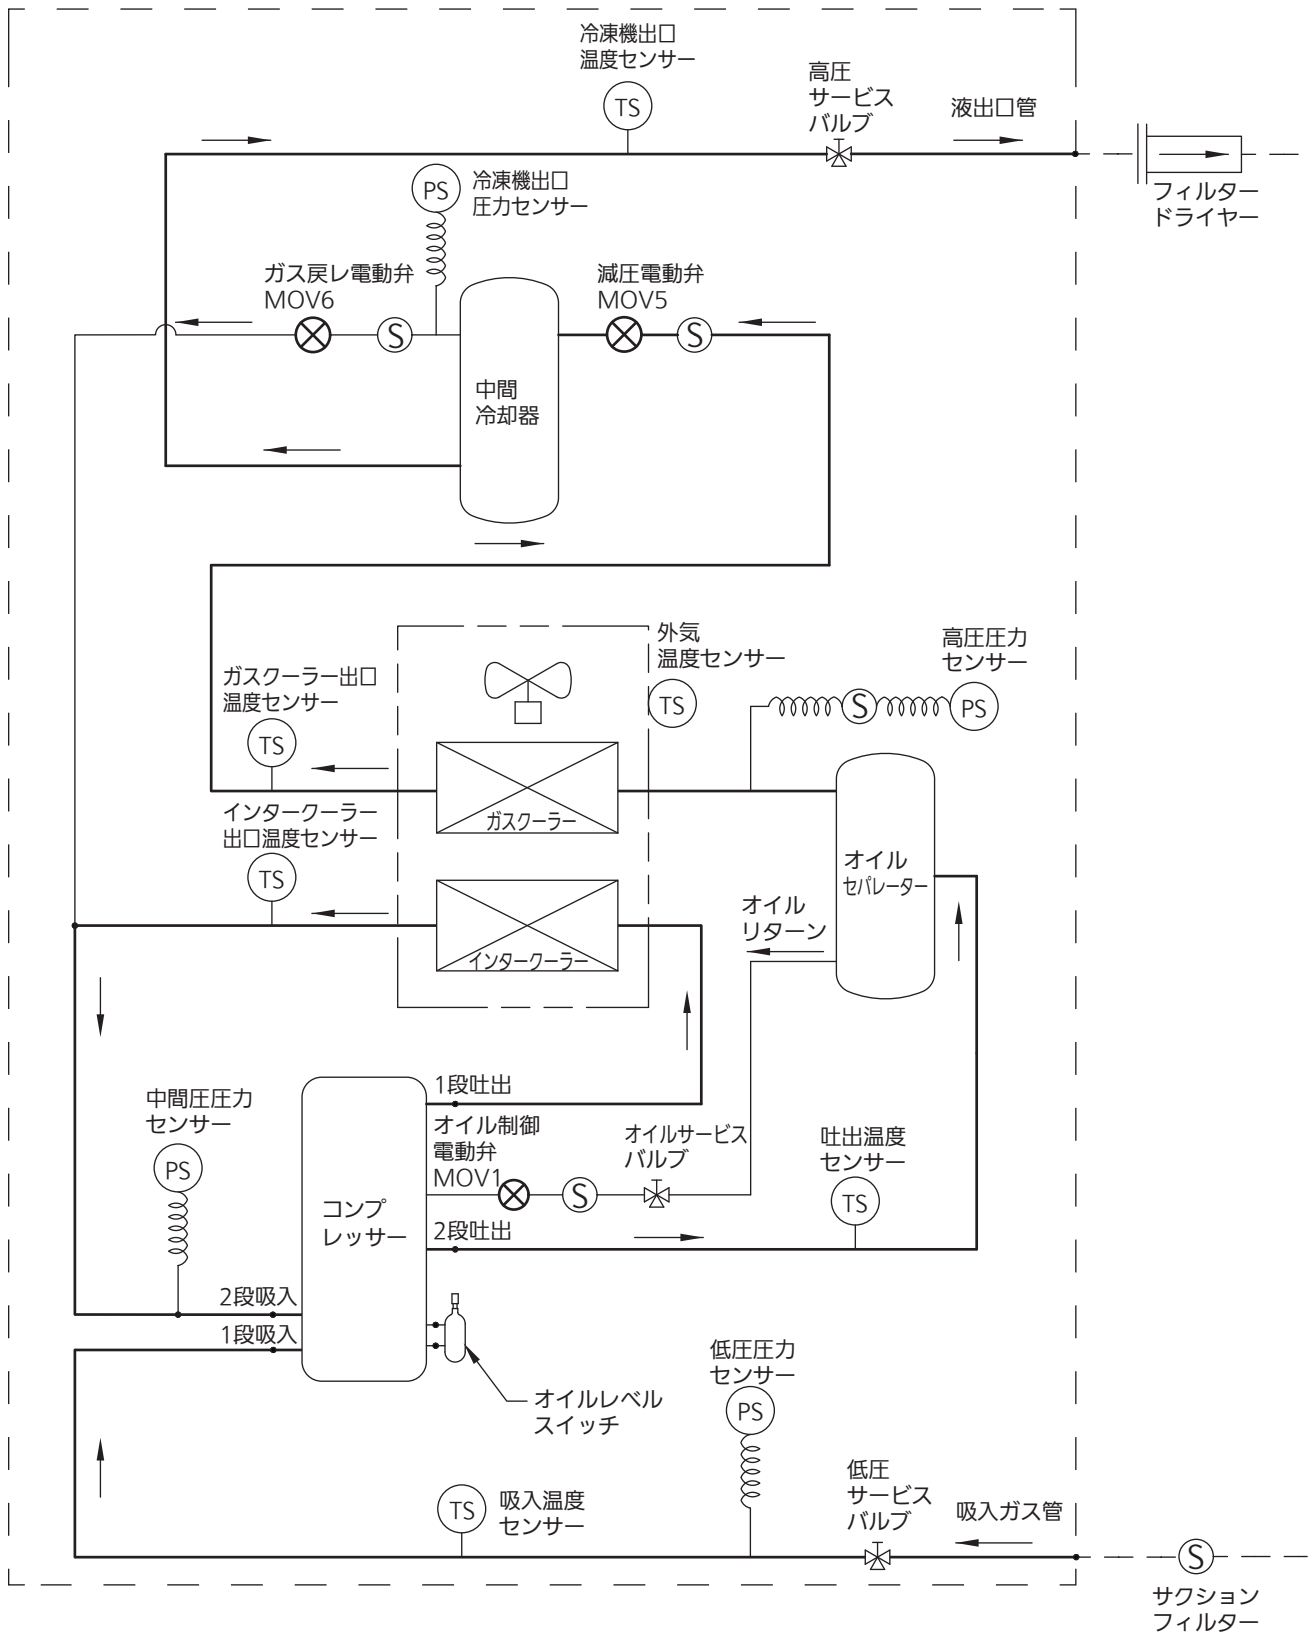 冷凍機出口
温度センサー
TS
高圧
サービス
バルブ
液出口管
フィルター
ドライヤー
PS
冷凍機出口
圧力センサー
ガス戻レ電動弁
MOV6
S
減圧電動弁
MOV5
S
中間
冷却器
外気
温度センサー
TS
高圧圧力
センサー
S
PS
ガスクーラー出口
温度センサー
TS
ガスクーラー
インタークーラー
出口温度センサー
TS
インタークーラー
オイル
セパレーター
オイル
リターン
1段吐出
中間圧圧力
センサー
PS
オイル制御
電動弁
MOV1
S
オイルサービス
バルブ
吐出温度
センサー
TS
コンプ
レッサー
2段吐出
2段吸入
1段吸入
オイルレベル
スイッチ
低圧圧力
センサー
PS
TS
吸入温度
センサー
低圧
サービス
バルブ
吸入ガス管
S
サクション
フィルター